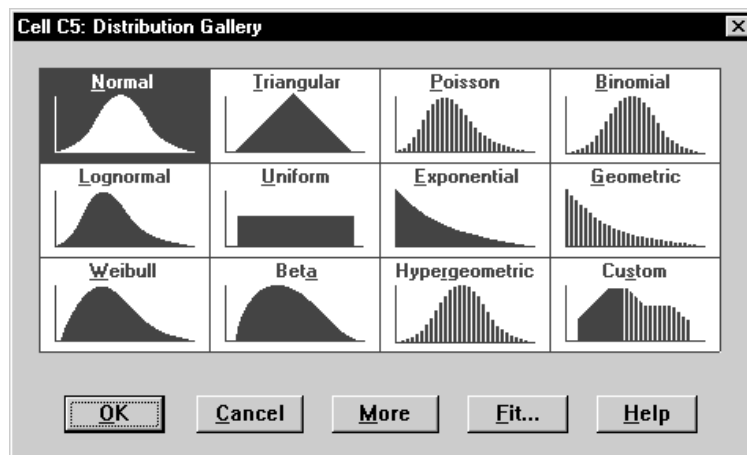 Cell C5: Distribution Gallery
Normal Triangular Poisson Binomial
Lognormal Uniform Exponential Geometric
Weibull Beta Hypergeometric Custom
OK Cancel More Fit... Help